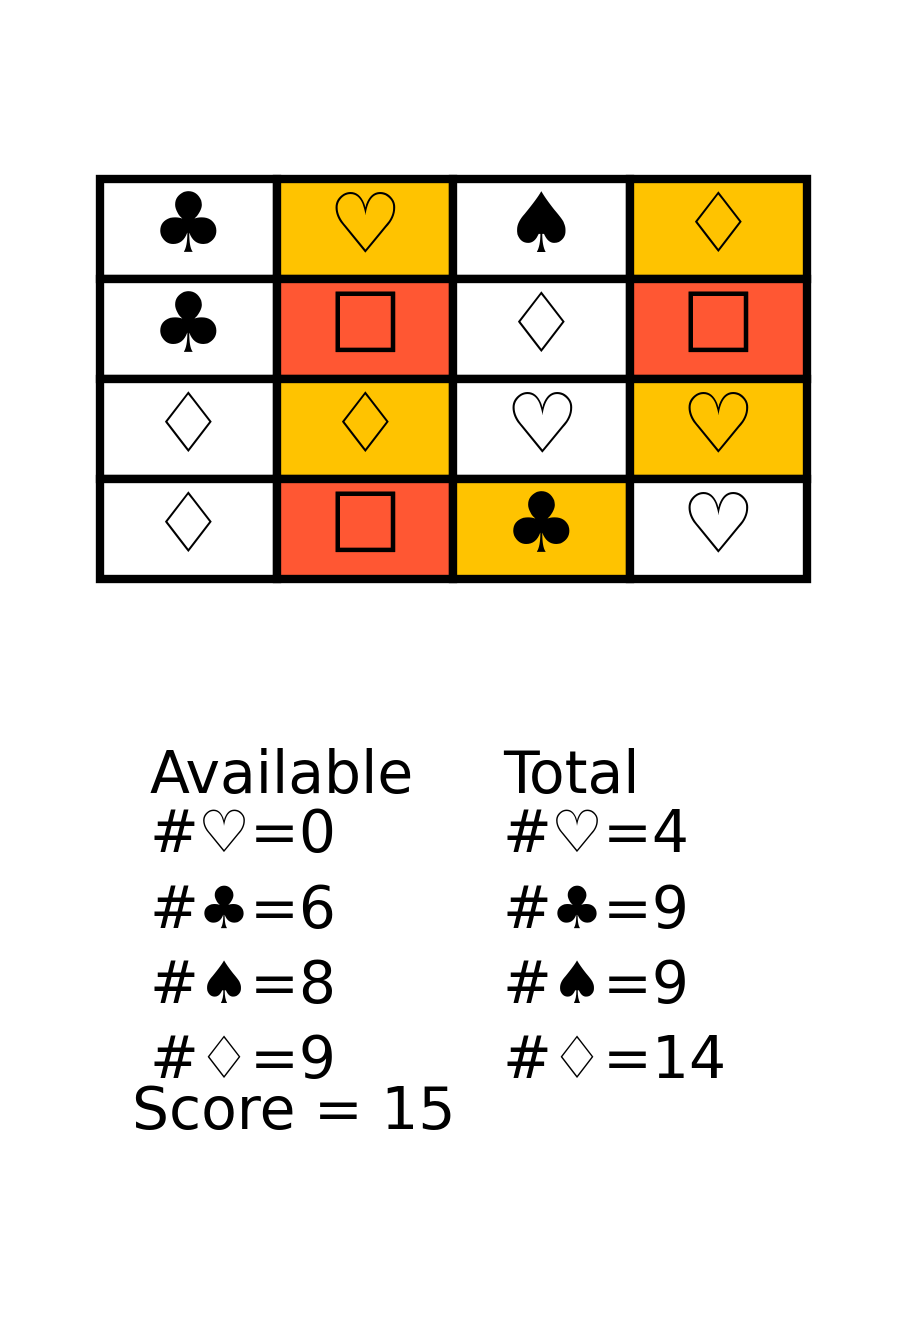 ♣ ♡ ♠ ♢
♣ □ ♢ □
♢ ♢ ♡ ♡
♢ □ ♣ ♡
Available Total
#♡=0 #♡=4
#♣=6 #♣=9
#♠=8 #♠=9
#♢=9 #♢=14
Score = 15